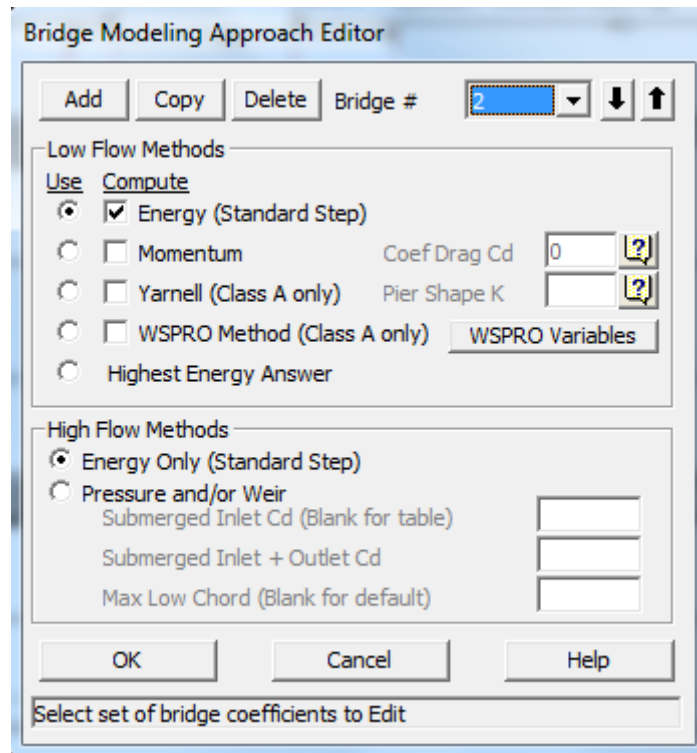 Bridge Modeling Approach Editor
Add Copy Delete Bridge # 2
Low Flow Methods
Use Compute
Energy (Standard Step)
Momentum Coef Drag Cd 0 ?
Yarnell (Class A only) Pier Shape K ?
WSPRO Method (Class A only) WSPRO Variables
Highest Energy Answer
High Flow Methods
Energy Only (Standard Step)
Pressure and/or Weir
Submerged Inlet Cd (Blank for table)
Submerged Inlet + Outlet Cd
Max Low Chord (Blank for default)
OK Cancel Help
Select set of bridge coefficients to Edit